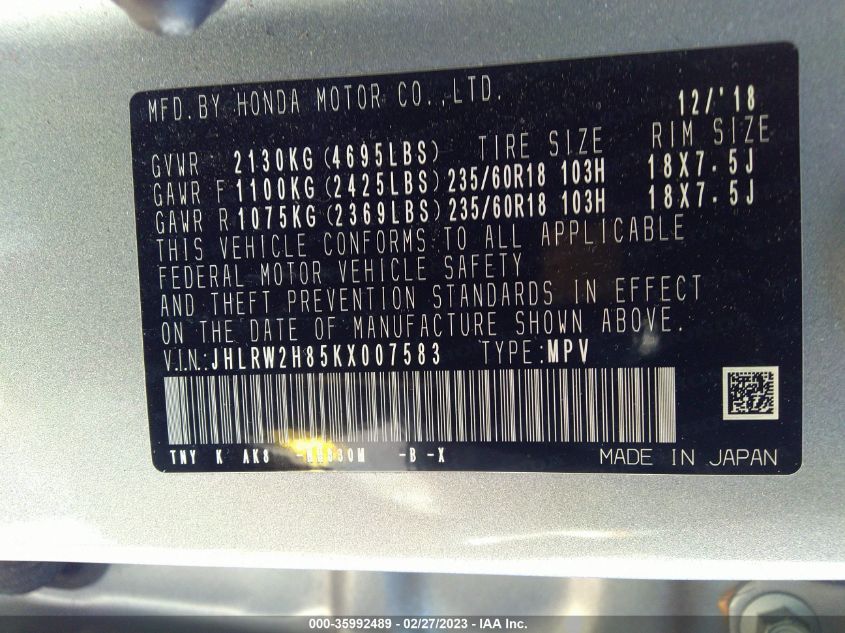 MFD.BY HONDA MOTOR CO.,LTD. 12/'18
TIRE SIZE RIM SIZE
GVWR 2130KG(4695LBS)
GAWR F 1100KG(2425LBS) 235/60R18 103H 18X7.5J
GAWR R 1075KG(2369LBS) 235/60R18 103H 18X7.5J
THIS VEHICLE CONFORMS TO ALL APPLICABLE
FEDERAL MOTOR VEHICLE SAFETY
AND THEFT PREVENTION STANDARDS IN EFFECT
ON THE DATE OF MANUFACTURE SHOWN ABOVE.
V.I.N.:JHLRW2H85KX007583 TYPE:MPV
TNY K AK8 -B -X MADE IN JAPAN
000-35992489 - 02/27/2023 - IAA Inc.